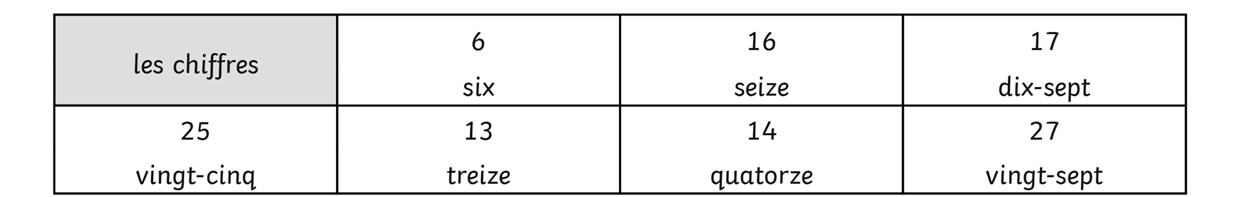 les chiffres
6
six
16
seize
17
dix-sept
25
vingt-cinq
13
treize
14
quatorze
27
vingt-sept